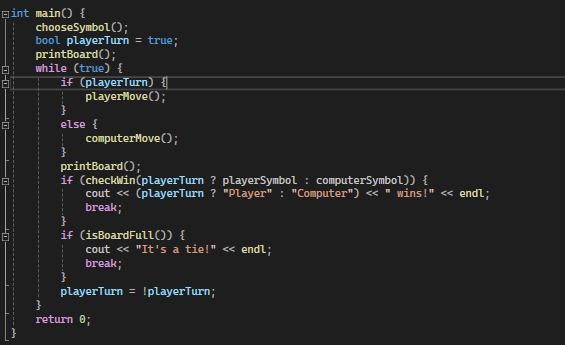 int main() {
    chooseSymbol();
    bool playerTurn = true;
    printBoard();
    while (true) {
        if (playerTurn) {
            playerMove();
        }
        else {
            computerMove();
        }
        printBoard();
        if (checkWin(playerTurn ? playerSymbol : computerSymbol)) {
            cout << (playerTurn ? "Player" : "Computer") << " wins!" << endl;
            break;
        }
        if (isBoardFull()) {
            cout << "It's a tie!" << endl;
            break;
        }
        playerTurn = !playerTurn;
    }
    return 0;
}